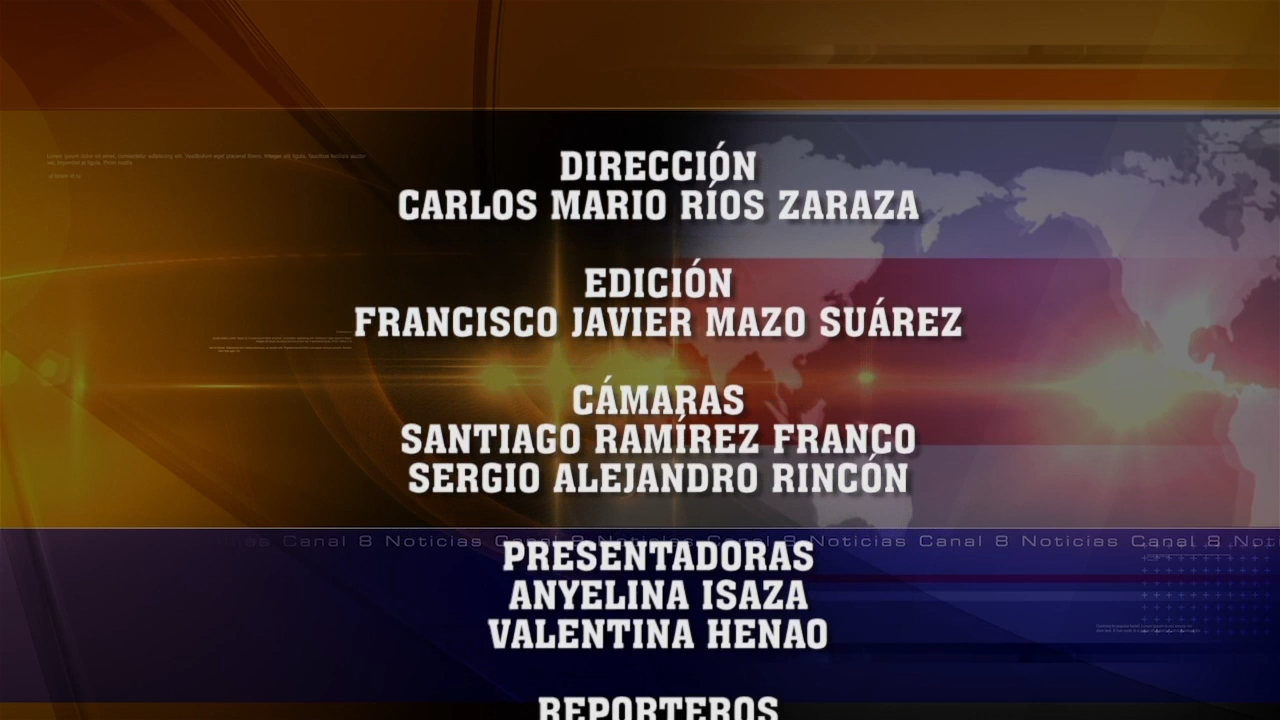 DIRECCIÓN
CARLOS MARIO RÍOS ZARAZA
EDICIÓN
FRANCISCO JAVIER MAZO SUÁREZ
CÁMARAS
SANTIAGO RAMÍREZ FRANCO
SERGIO ALEJANDRO RINCÓN
Canal 8 Noticias Canal 8 Noticias Canal 8 Noticias Canal 8
PRESENTADORAS
ANYELINA ISAZA
VALENTINA HENAO
REPORTEROS